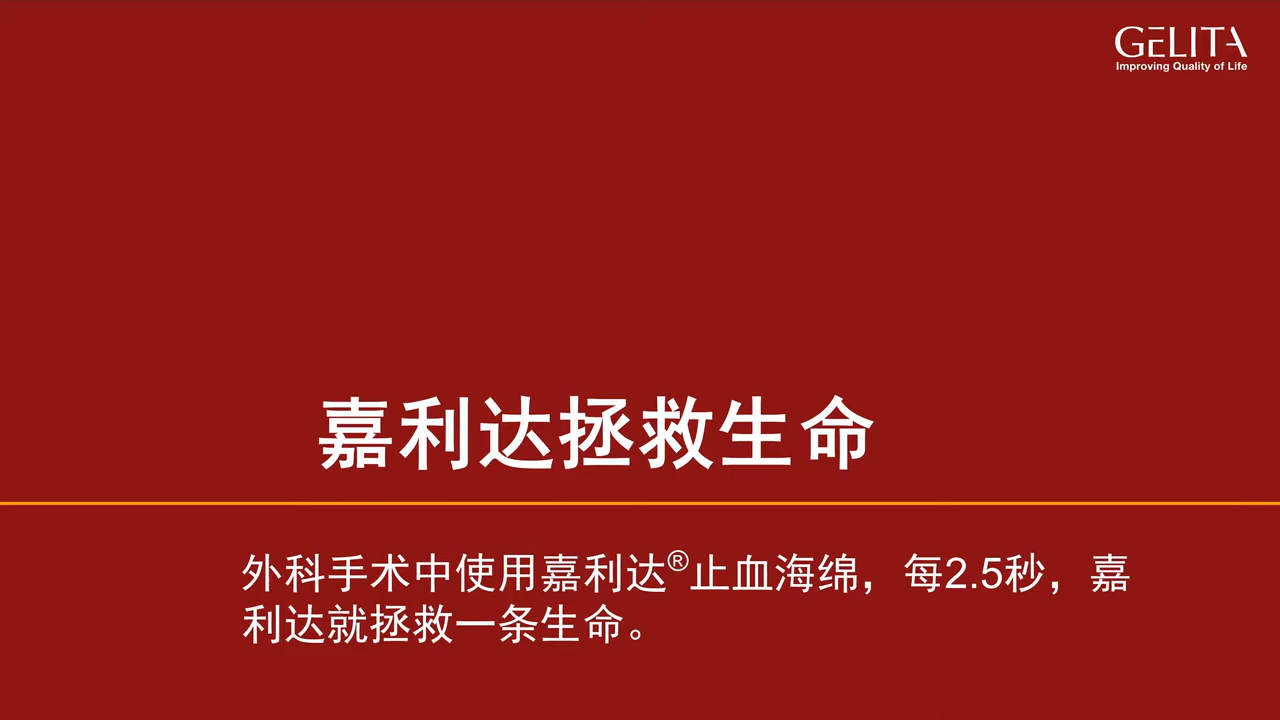 GELITA
Improving Quality of Life
嘉利达拯救生命
外科手术中使用嘉利达®止血海绵，每2.5秒，嘉
利达就拯救一条生命。